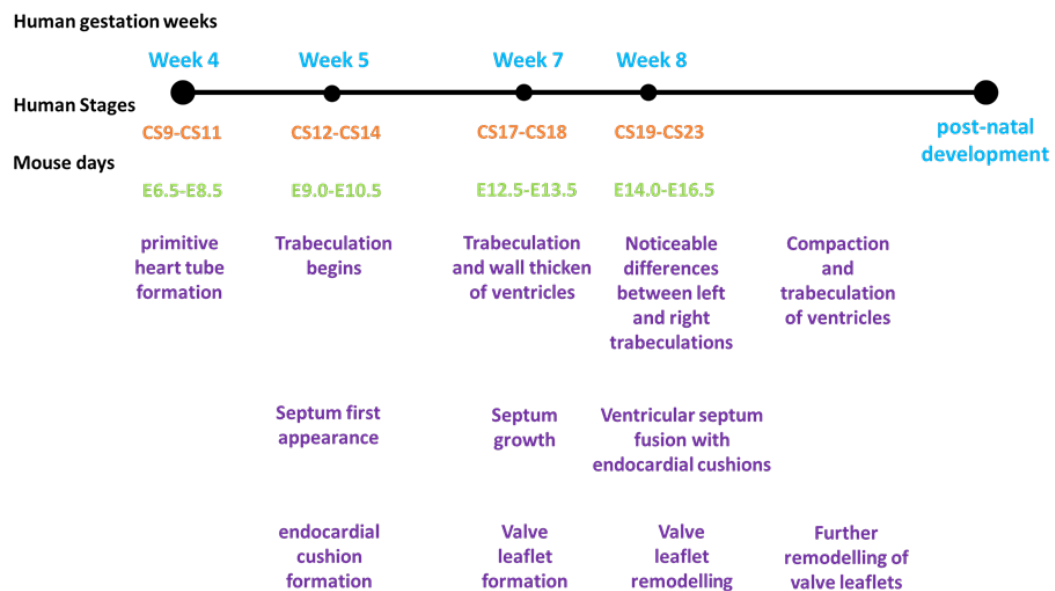 Human gestation weeks
Week 4
Week 5
Week 7
Week 8
Human Stages
CS9-CS11
CS12-CS14
CS17-CS18
CS19-CS23
post-natal
development
Mouse days
E6.5-E8.5
E9.0-E10.5
E12.5-E13.5
E14.0-E16.5
primitive
heart tube
formation
Trabeculation
begins
Trabeculation
and wall thicken
of ventricles
Noticeable
differences
between left
and right
trabeculations
Compaction
and
trabeculation
of ventricles
Septum first
appearance
Septum
growth
Ventricular septum
fusion with
endocardial cushions
endocardial
cushion
formation
Valve
leaflet
formation
Valve
leaflet
remodelling
Further
remodelling of
valve leaflets